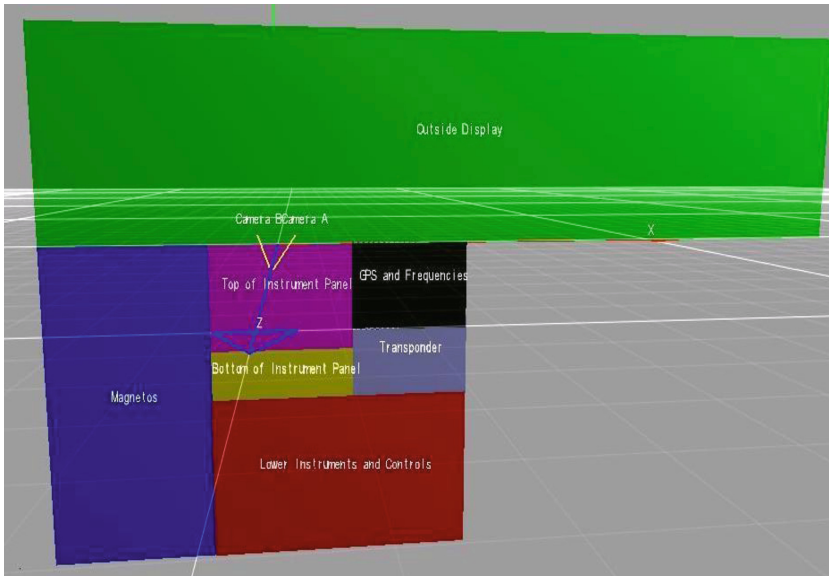 Outside Display
Camera B Camera A
X
Top of Instrument Panel
GPS and Frequencies
Z
Transponder
Bottom of Instrument Panel
Magnetos
Lower Instruments and Controls